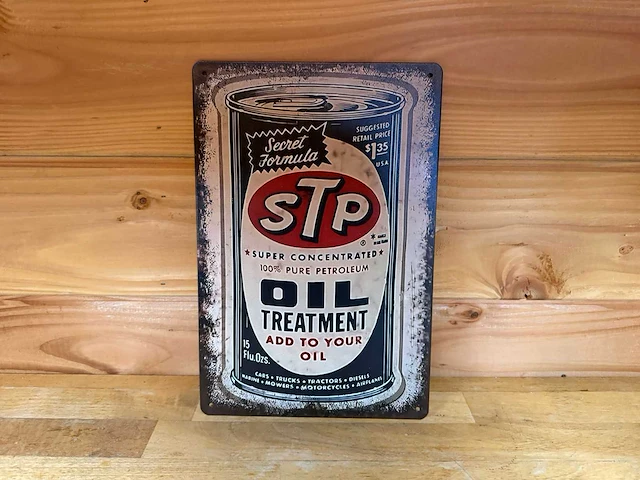 Secret
Formula
SUGGESTED
RETAIL PRICE
$1.35
USA
STP
®
★SUPER CONCENTRATED★
100% PURE PETROLEUM
OIL
TREATMENT
ADD TO YOUR
OIL
15
Flu.Ozs.
CARS • TRUCKS • TRACTORS • DIESELS
MARINE • MOWERS • MOTORCYCLES • AIRPLANES